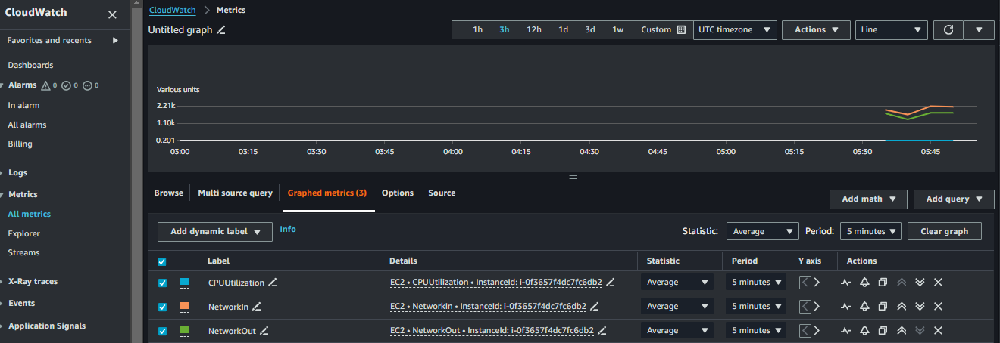 CloudWatch
Favorites and recents
Dashboards
Alarms 0 0 0
In alarm
All alarms
Billing
Logs
Metrics
All metrics
Explorer
Streams
X-Ray traces
Events
Application Signals
CloudWatch Metrics
Untitled graph
1h 3h 12h 1d 3d 1w Custom UTC timezone Actions Line
Various units
2.21k
1.10k
0.201
03:00 03:15 03:30 03:45 04:00 04:15 04:30 04:45 05:00 05:15 05:30 05:45
Browse Multi source query Graphed metrics (3) Options Source Add math Add query
Add dynamic label Info Statistic: Average Period: 5 minutes Clear graph
Label Details Statistic Period Y axis Actions
CPUUtilization EC2 • CPUUtilization • InstanceId: i-0f3657f4dc7fc6db2 Average 5 minutes
NetworkIn EC2 • NetworkIn • InstanceId: i-0f3657f4dc7fc6db2 Average 5 minutes
NetworkOut EC2 • NetworkOut • InstanceId: i-0f3657f4dc7fc6db2 Average 5 minutes